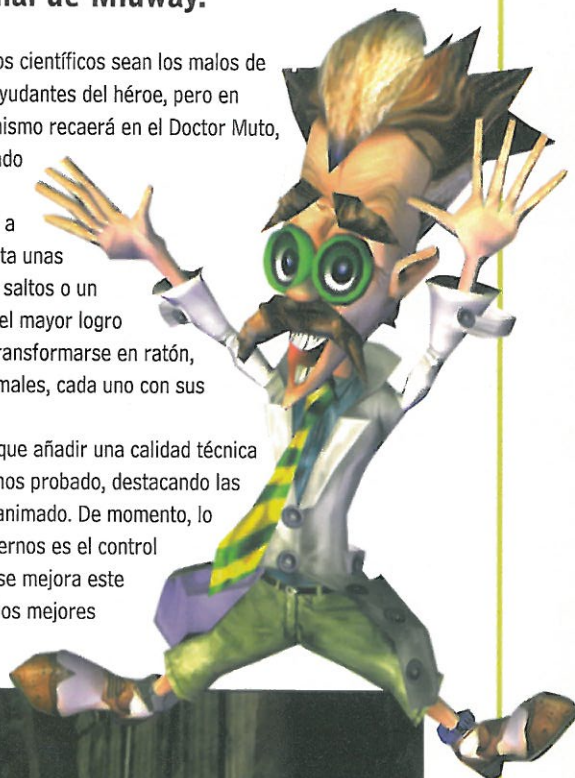 nal de Midway.
os científicos sean los malos de
yudantes del héroe, pero en
nismo recaerá en el Doctor Muto,
do
a
ta unas
saltos o un
el mayor logro
ransformarse en ratón,
males, cada uno con sus
que añadir una calidad técnica
mos probado, destacando las
animado. De momento, lo
ernos es el control
se mejora este
os mejores